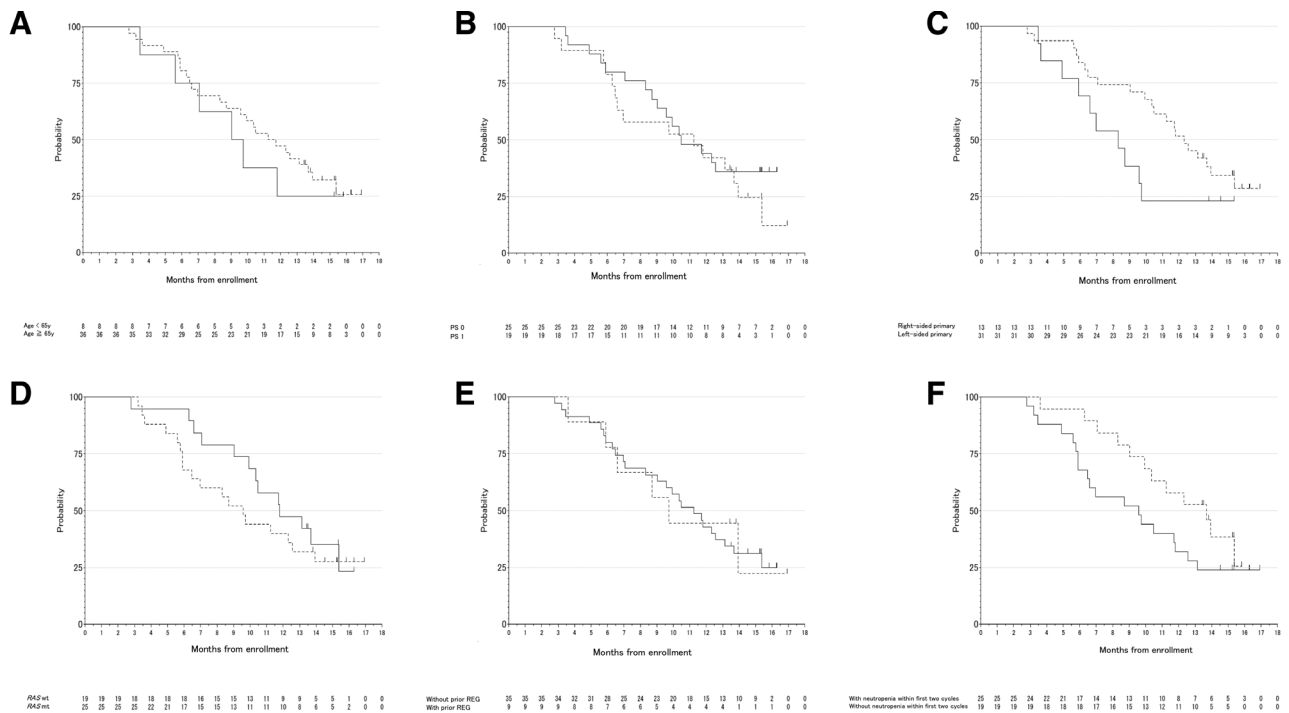 A
100
75
50
25
0
Probability
0 1 2 3 4 5 6 7 8 9 10 11 12 13 14 15 16 17 18
Months from enrollment
Age < 65y 8 8 8 8 7 7 6 6 5 5 3 3 2 2 2 2 0 0 0
Age ≧ 65y 36 36 36 35 33 32 29 25 25 23 21 19 17 15 9 8 3 0 0
B
100
75
50
25
0
Probability
0 1 2 3 4 5 6 7 8 9 10 11 12 13 14 15 16 17 18
Months from enrollment
PS 0 25 25 25 25 23 22 20 20 19 17 14 12 11 9 7 7 2 0 0
PS 1 19 19 19 18 17 17 15 11 11 11 10 10 8 8 4 3 1 0 0
C
100
75
50
25
0
Probability
0 1 2 3 4 5 6 7 8 9 10 11 12 13 14 15 16 17 18
Months from enrollment
Right-sided primary 13 13 13 13 11 10 9 7 7 5 3 3 3 3 2 1 0 0 0
Left-sided primary 31 31 31 30 29 29 26 24 23 23 21 19 16 14 9 9 3 0 0
D
100
75
50
25
0
Probability
0 1 2 3 4 5 6 7 8 9 10 11 12 13 14 15 16 17 18
Months from enrollment
RAS wt 19 19 19 18 18 18 18 16 15 15 13 11 9 9 5 5 1 0 0
RAS mt 25 25 25 25 22 21 17 15 15 13 11 11 10 8 6 5 2 0 0
E
100
75
50
25
0
Probability
0 1 2 3 4 5 6 7 8 9 10 11 12 13 14 15 16 17 18
Months from enrollment
Without prior REG 35 35 35 34 32 31 28 25 24 23 20 18 15 13 10 9 2 0 0
With prior REG 9 9 9 9 8 8 7 6 6 5 4 4 4 4 1 1 1 0 0
F
100
75
50
25
0
Probability
0 1 2 3 4 5 6 7 8 9 10 11 12 13 14 15 16 17 18
Months from enrollment
With neutropenia within first two cycles 25 25 25 24 22 21 17 14 14 13 11 10 8 7 6 5 3 0 0
Without neutropenia within first two cycles 19 19 19 19 18 18 18 18 16 15 13 12 11 10 6 5 0 0 0